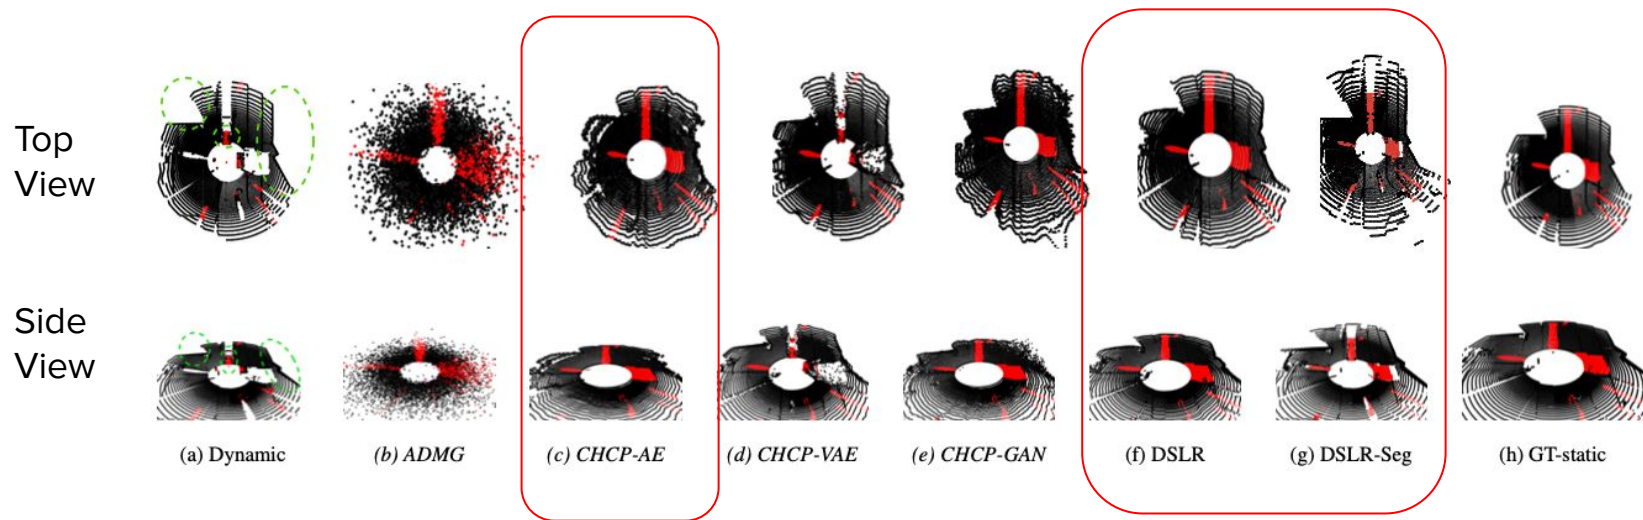 Top
View
Side
View
(a) Dynamic
(b) ADMG
(c) CHCP-AE
(d) CHCP-VAE
(e) CHCP-GAN
(f) DSLR
(g) DSLR-Seg
(h) GT-static